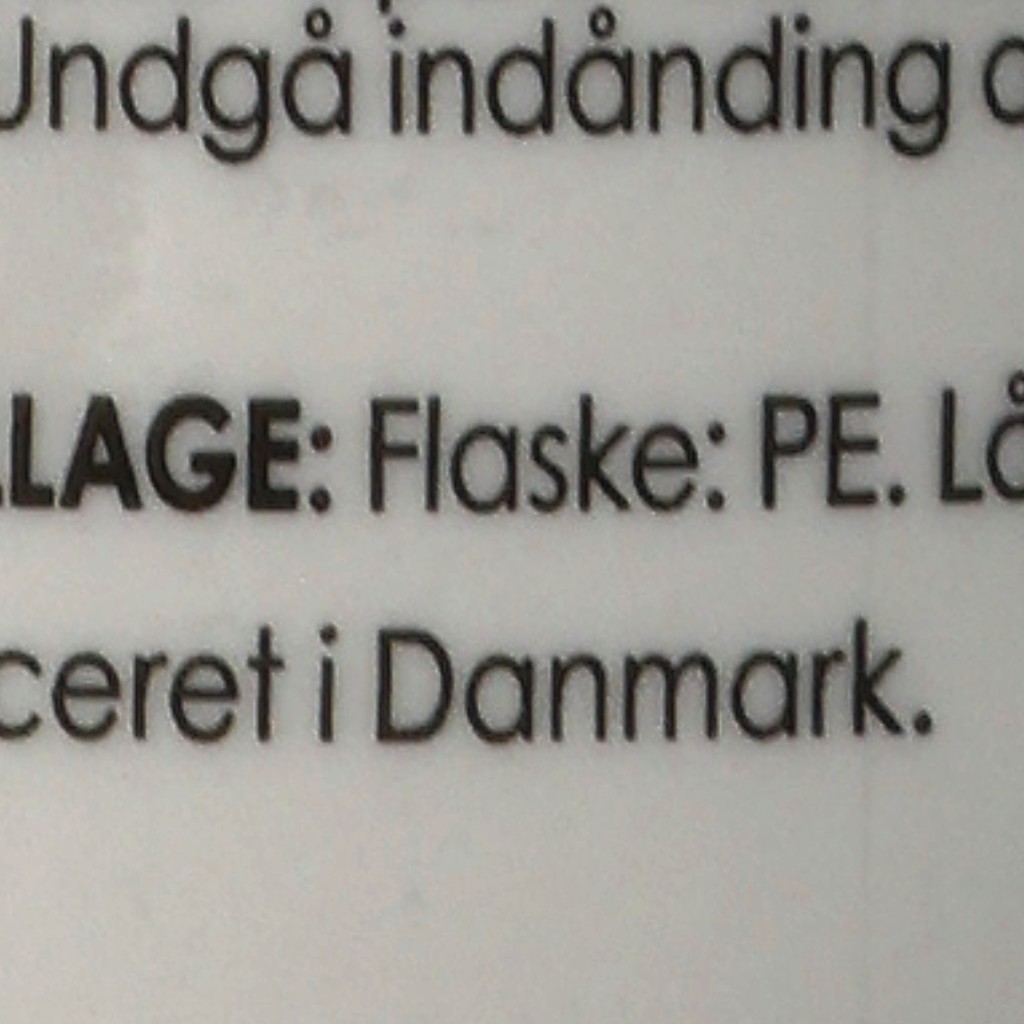 Undgå indånding
LAGE: Flaske: PE.
ceret i Danmark.